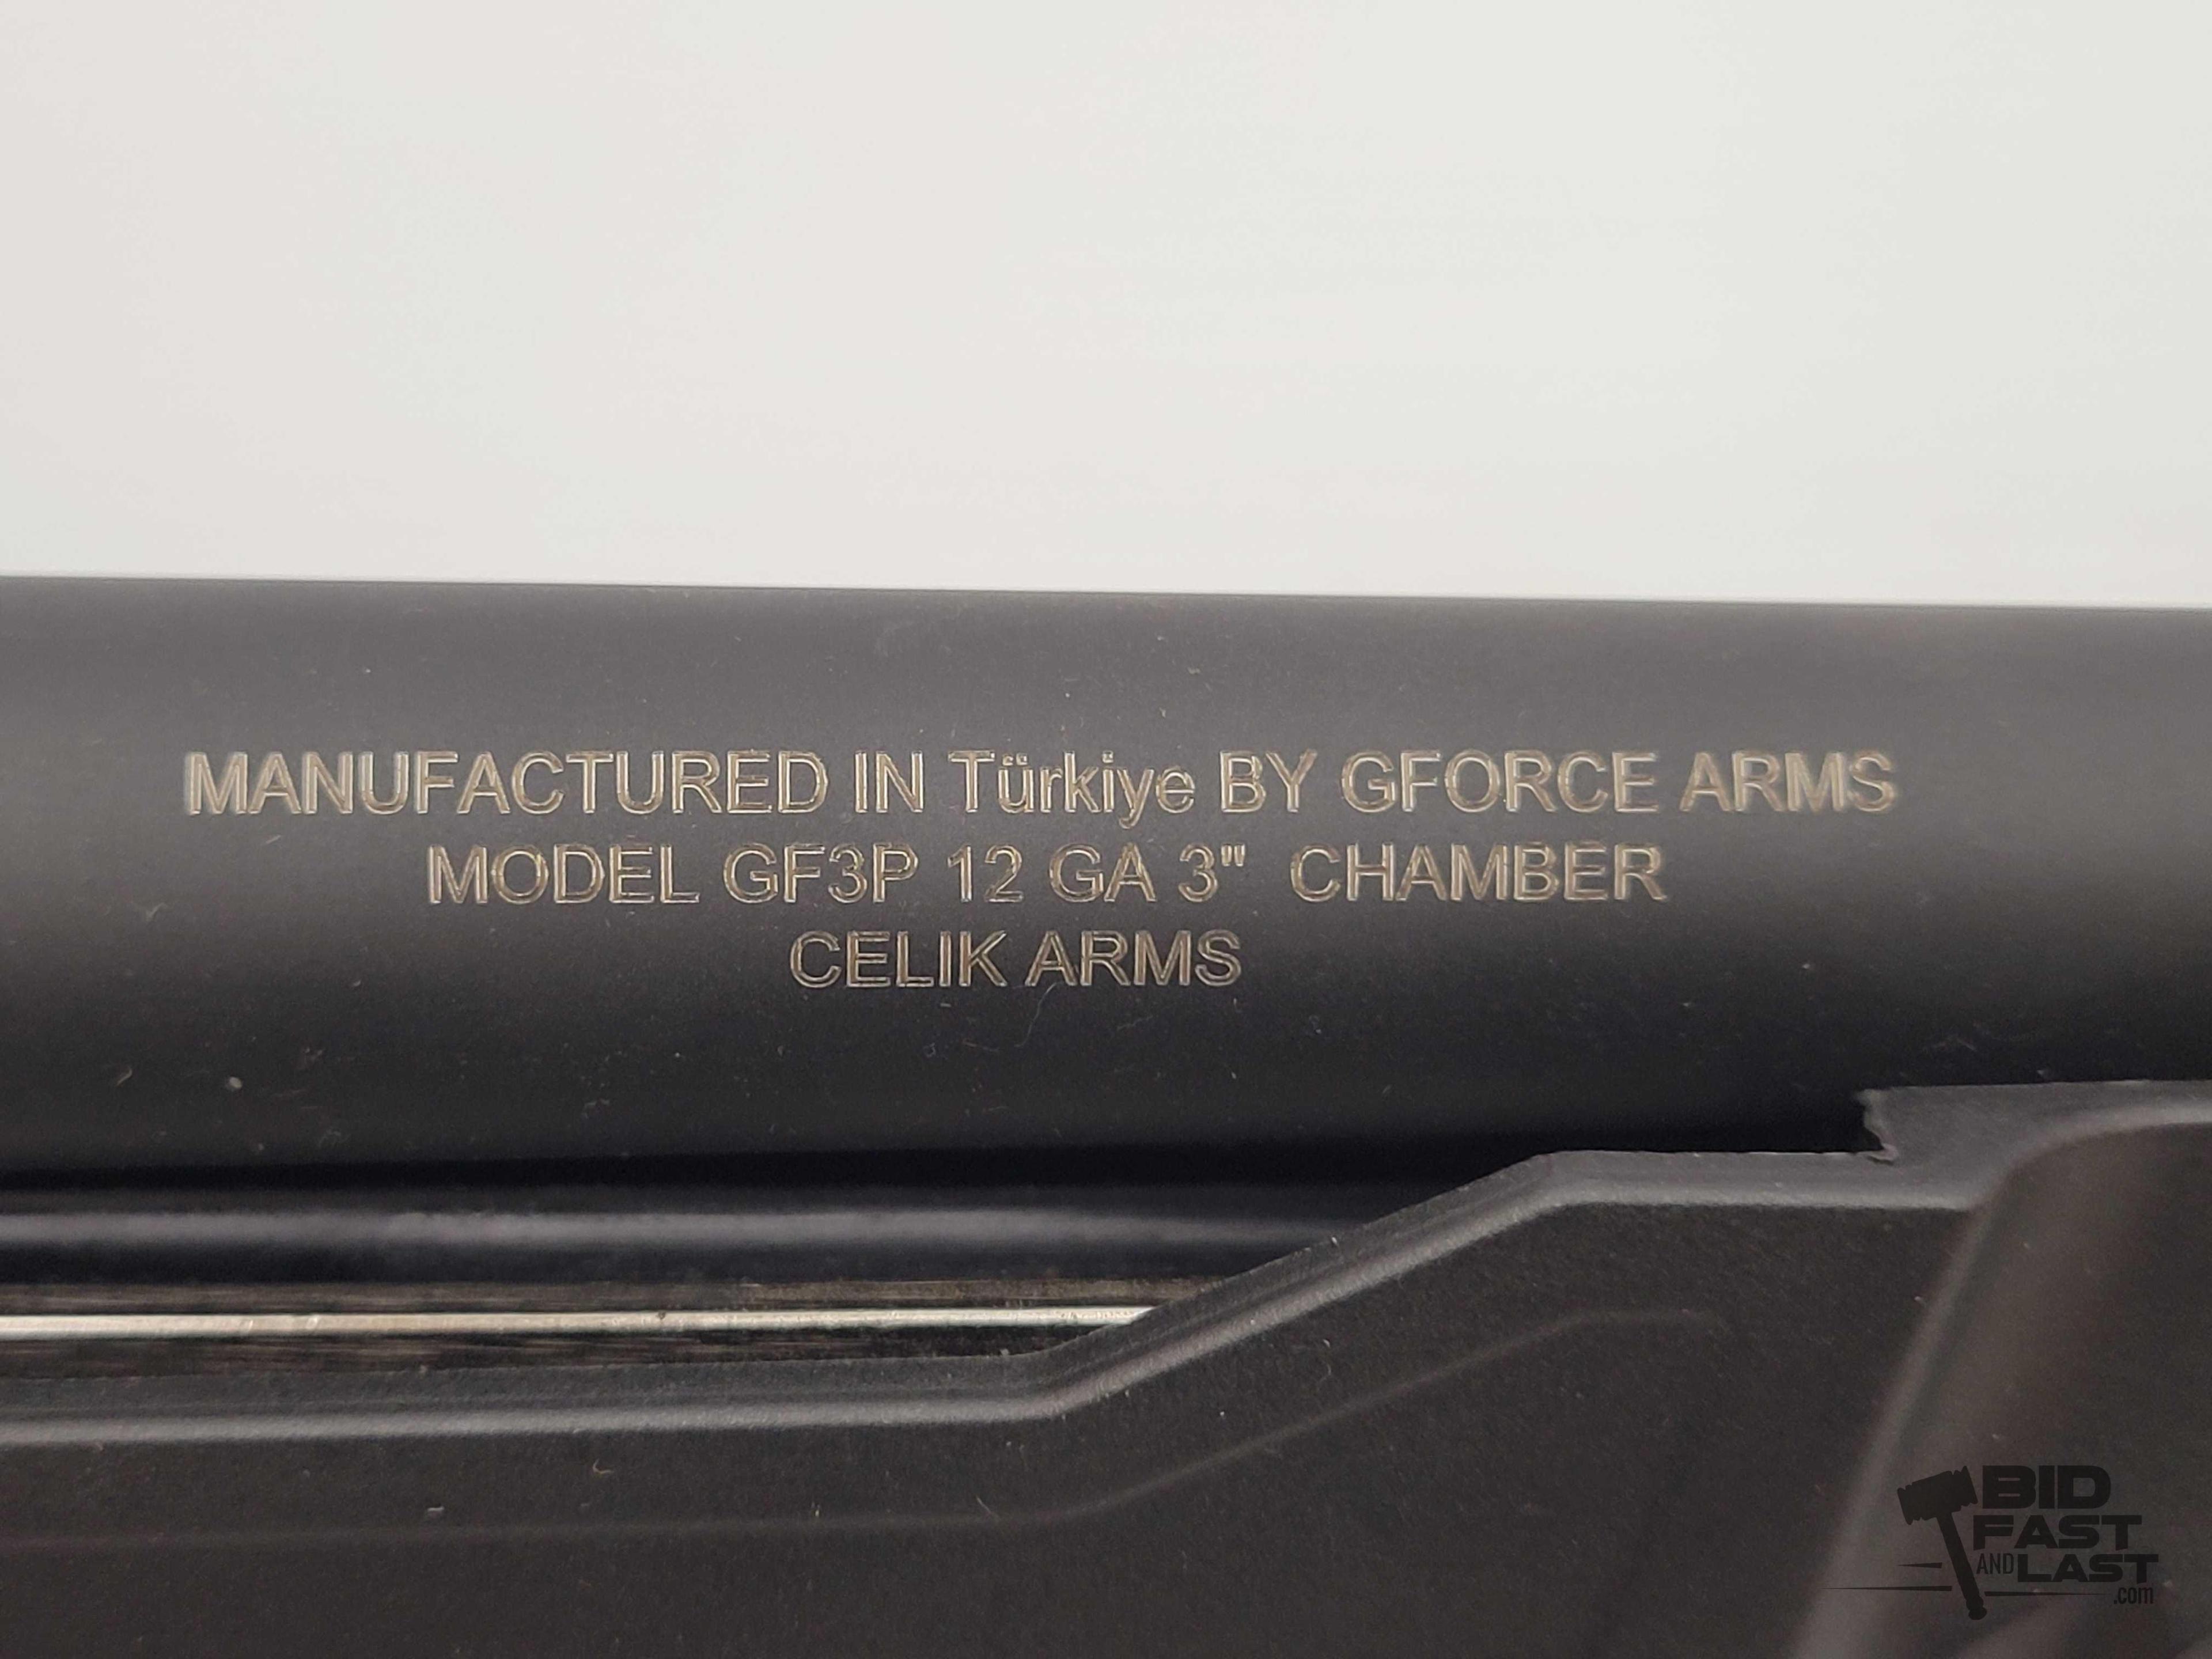 MANUFACTURED IN Türkiye BY GFORCE ARMS
MODEL GF3P 12 GA 3" CHAMBER
CELIK ARMS
BID
FAST
AND LAST
.com